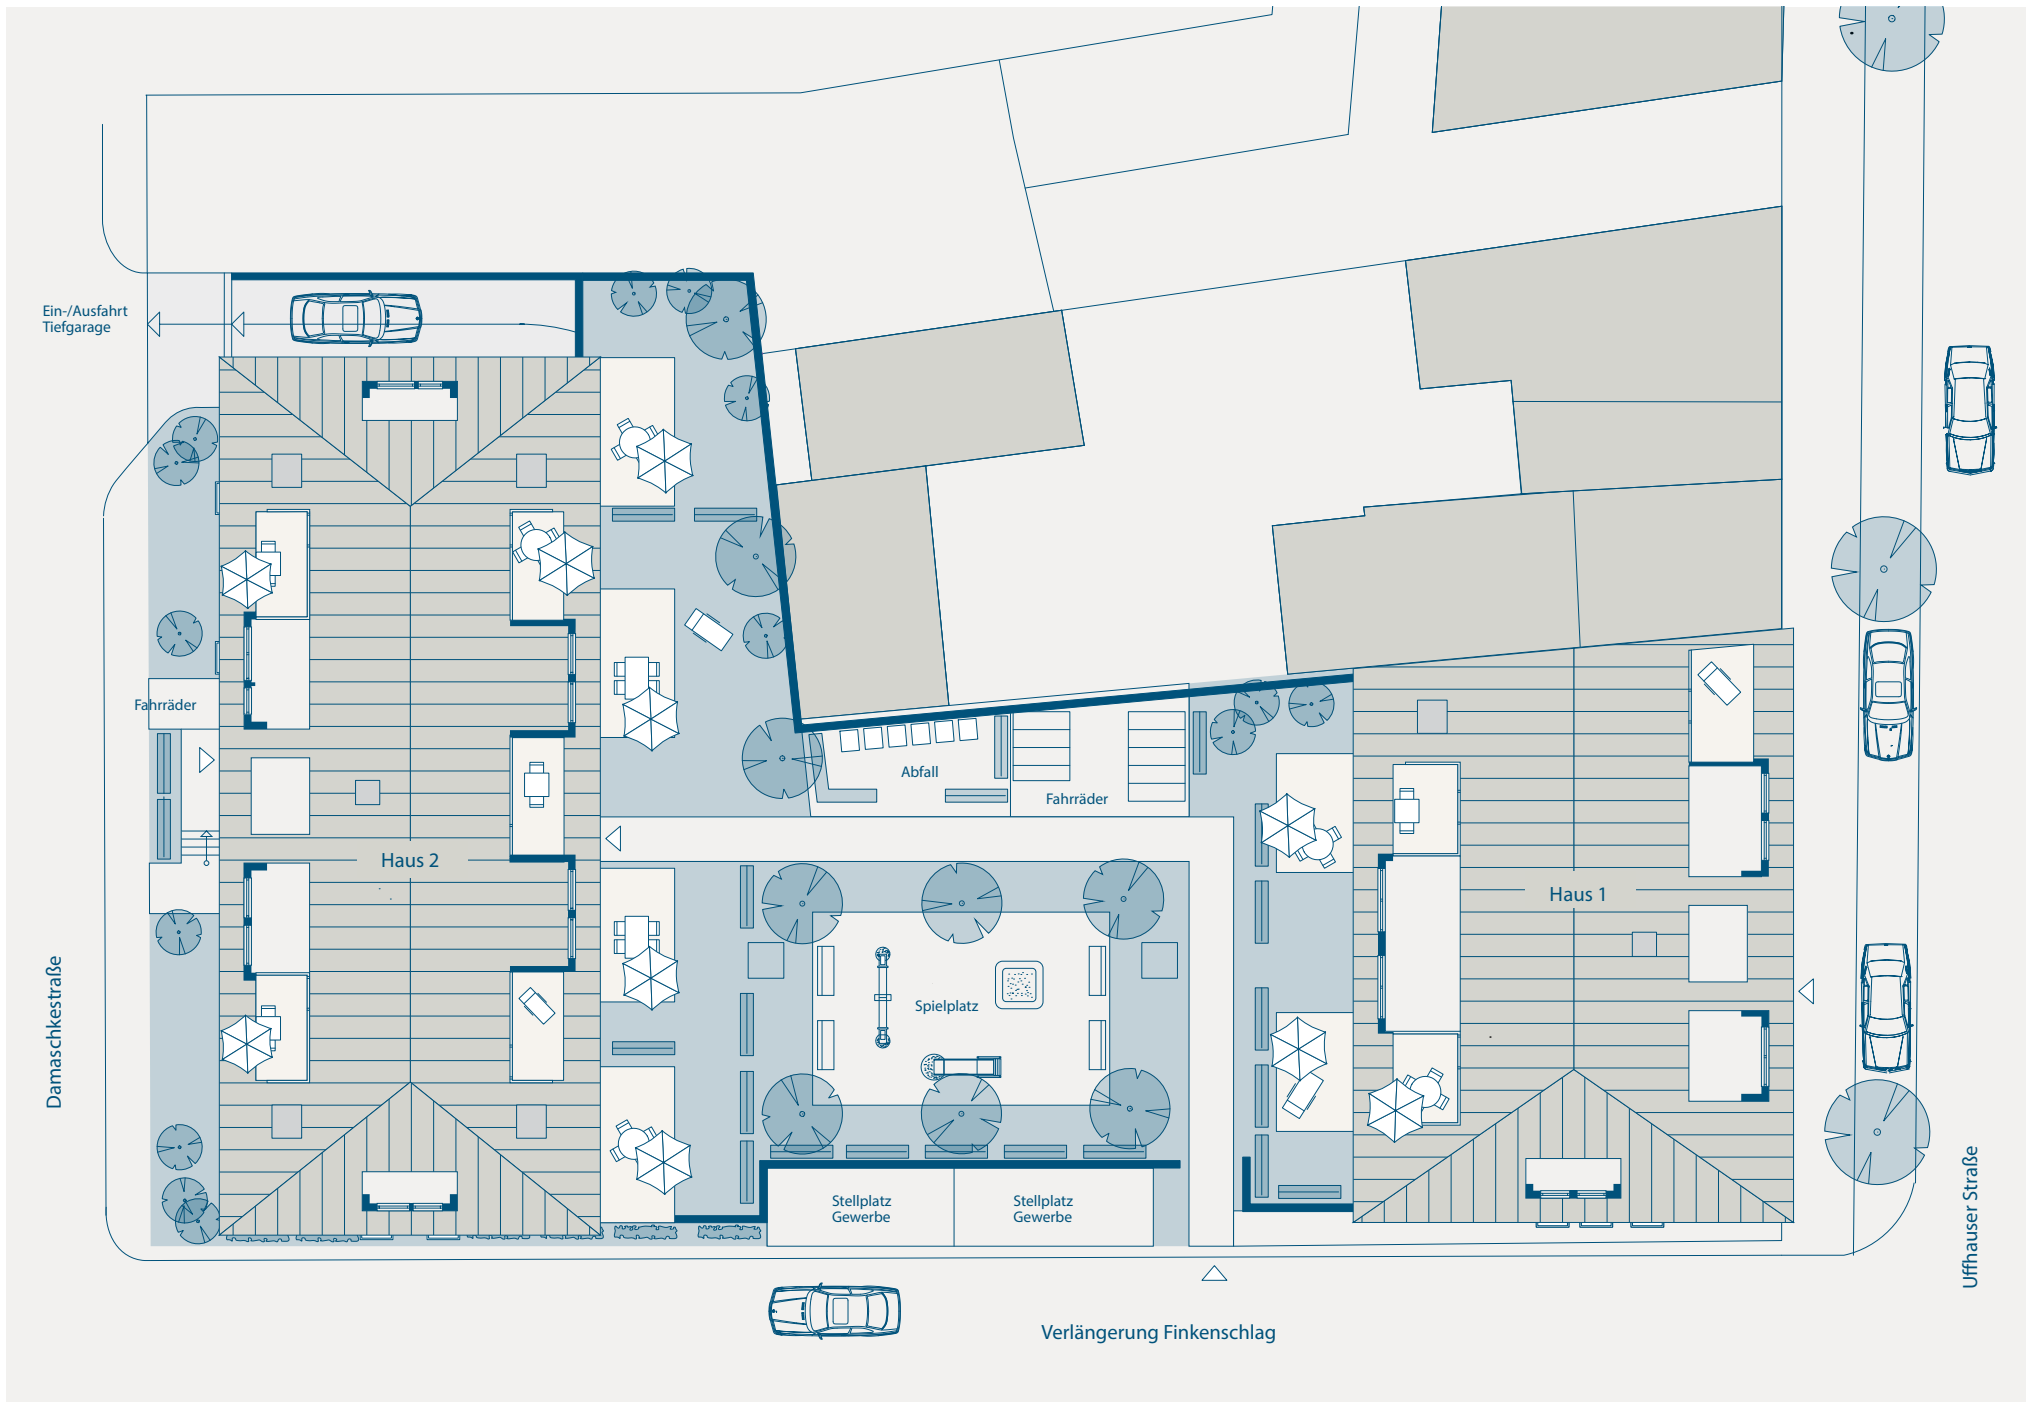 Ein-/Ausfahrt
Tiefgarage
Fahrräder
Abfall
Fahrräder
Haus 2
Haus 1
Spielplatz
Damaschkestraße
Stellplatz
Gewerbe
Stellplatz
Gewerbe
Uffhauser Straße
Verlängerung Finkenschlag